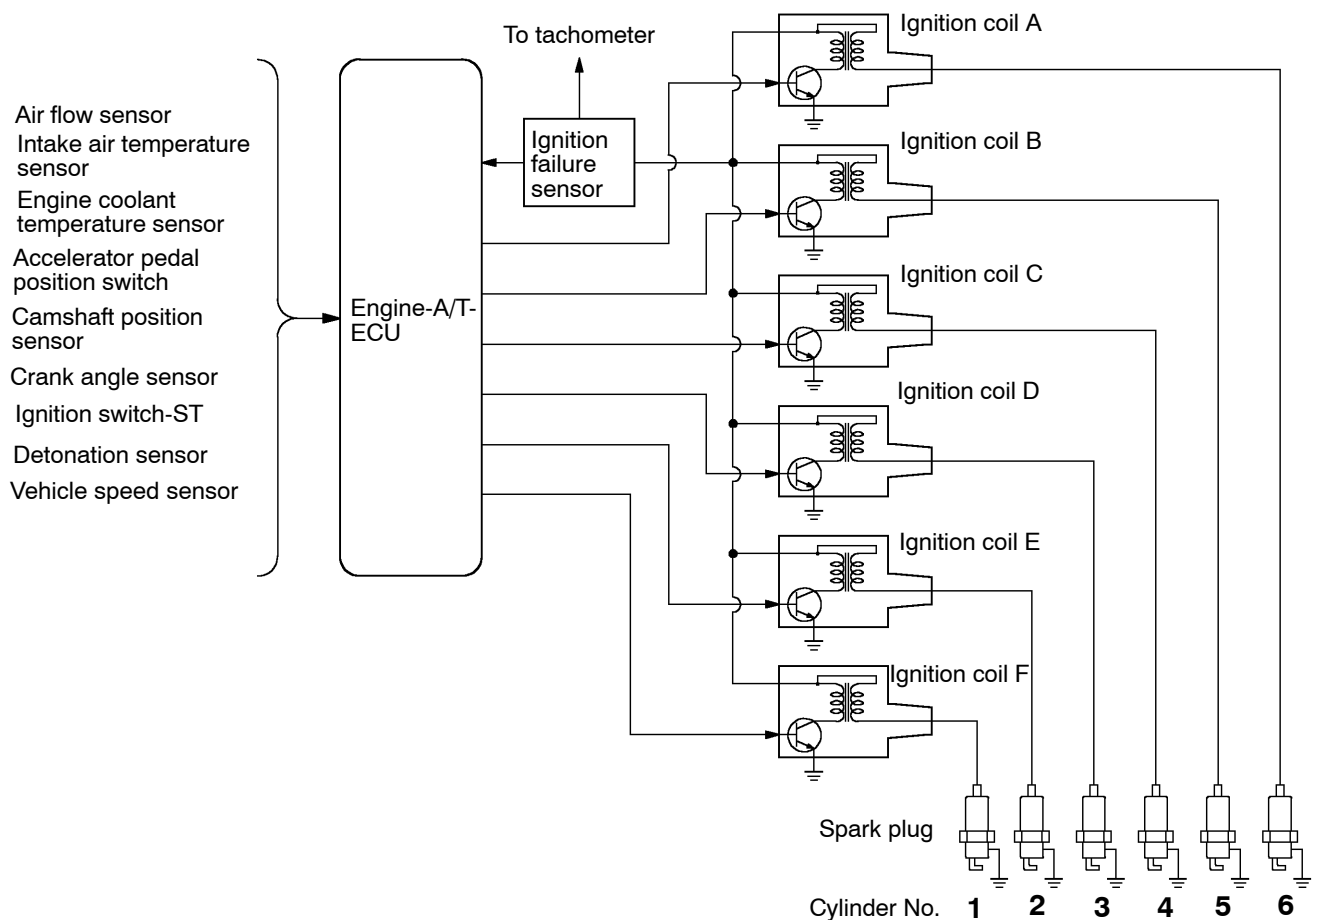 Ignition coil A
To tachometer
Air flow sensor
Intake air temperature
sensor
Engine coolant
temperature sensor
Accelerator pedal
position switch
Camshaft position
sensor
Crank angle sensor
Ignition switch-ST
Detonation sensor
Vehicle speed sensor
Engine-A/T-
ECU
Ignition
failure
sensor
Ignition coil B
Ignition coil C
Ignition coil D
Ignition coil E
Ignition coil F
Spark plug
Cylinder No. 1 2 3 4 5 6